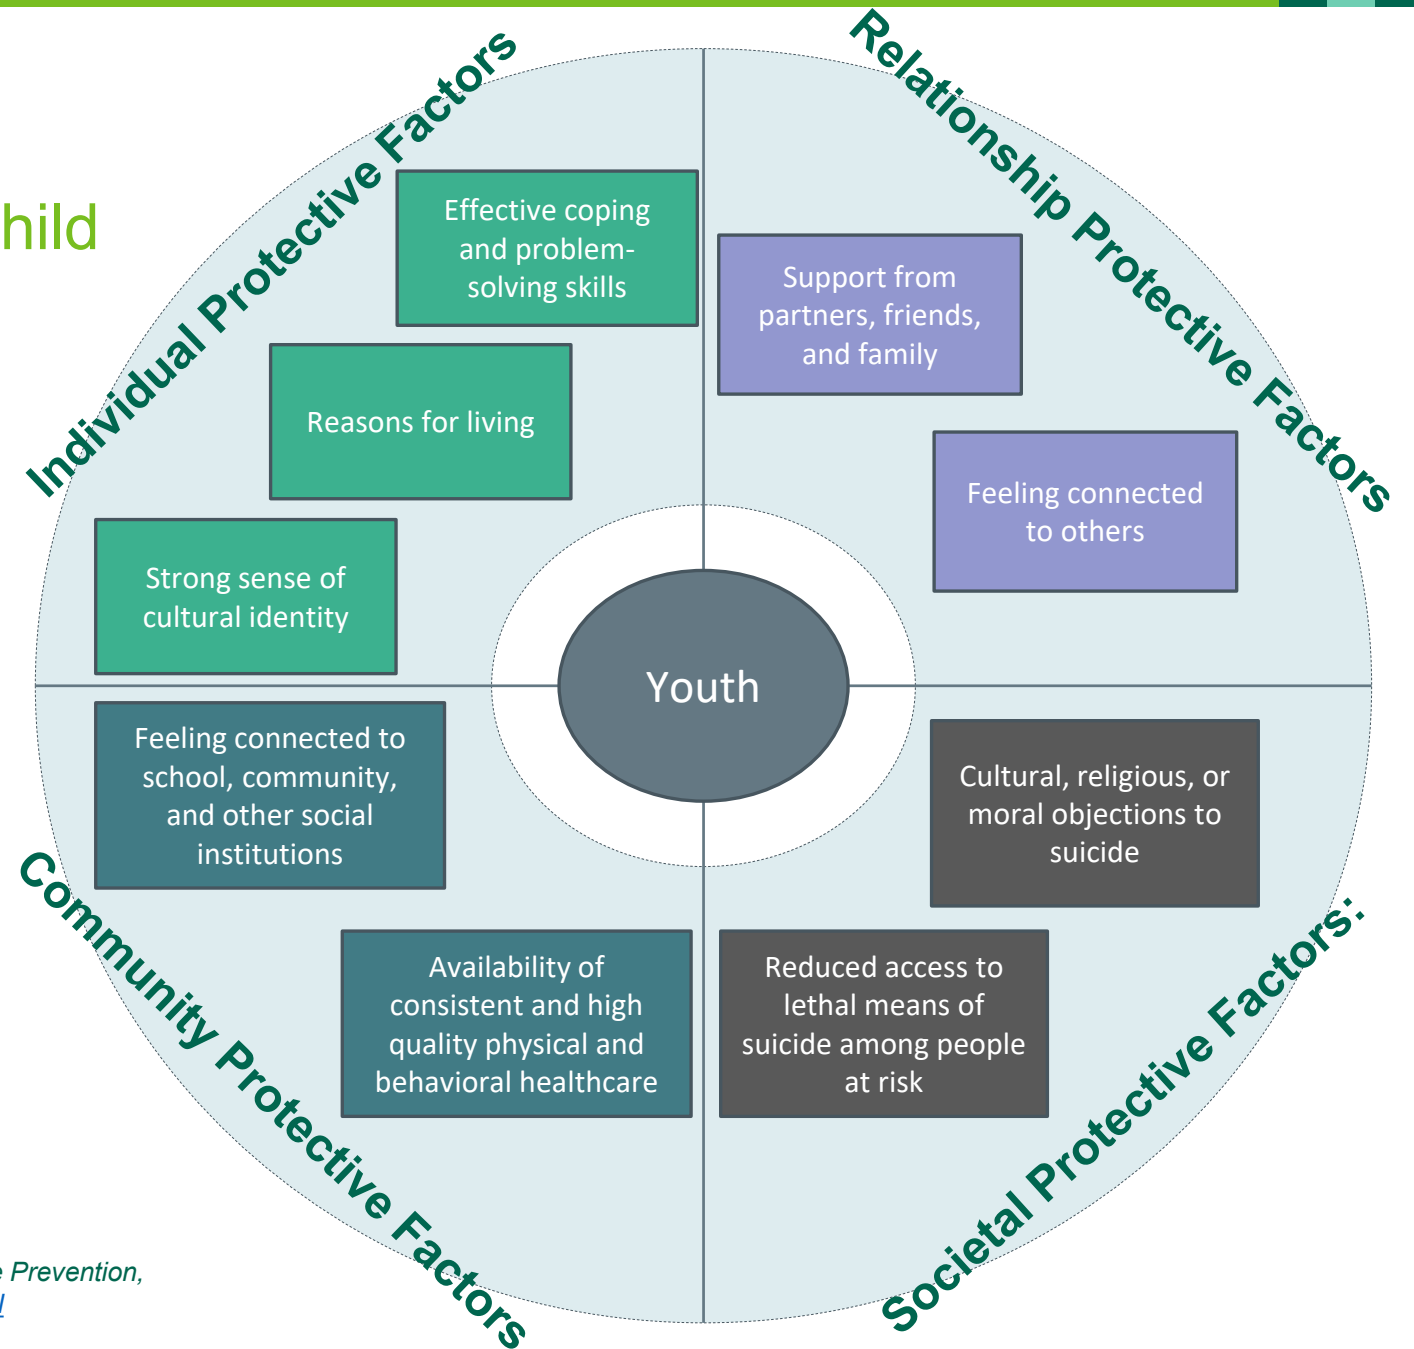 hild
Individual Protective Factors
Effective coping
and problem-
solving skills
Reasons for living
Strong sense of
cultural identity
Relationship Protective Factors
Support from
partners, friends,
and family
Feeling connected
to others
Youth
Feeling connected to
school, community,
and other social
institutions
Availability of
consistent and high
quality physical and
behavioral healthcare
Community Protective Factors
Cultural, religious, or
moral objections to
suicide
Reduced access to
lethal means of
suicide among people
at risk
Societal Protective Factors:
e Prevention,
l